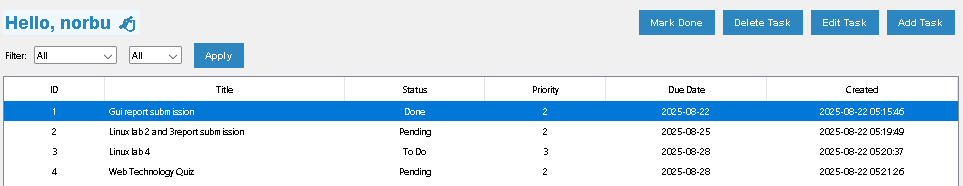 Hello, norbu
Mark Done Delete Task Edit Task Add Task
Filter: All All Apply
ID Title Status Priority Due Date Created
1 Gui report submission Done 2 2025-08-22 2025-08-22 05:15:46
2 Linux lab 2 and 3report submission Pending 2 2025-08-25 2025-08-22 05:19:49
3 Linux lab 4 To Do 3 2025-08-28 2025-08-22 05:20:37
4 Web Technology Quiz Pending 2 2025-08-28 2025-08-22 05:21:26